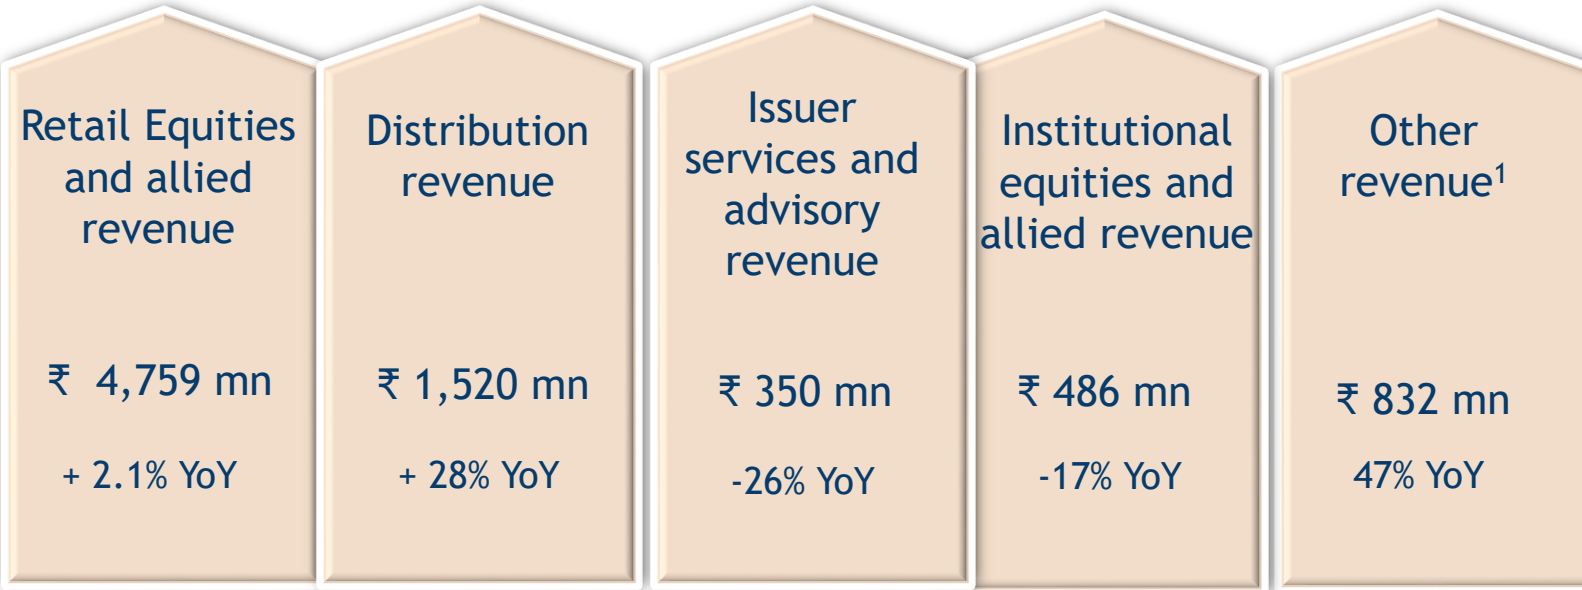 Retail Equities
and allied
revenue
₹ 4,759 mn
+ 2.1% YoY
Distribution
revenue
₹ 1,520 mn
+ 28% YoY
Issuer
services and
advisory
revenue
₹ 350 mn
-26% YoY
Institutional
equities and
allied revenue
₹ 486 mn
-17% YoY
Other
revenue¹
₹ 832 mn
47% YoY